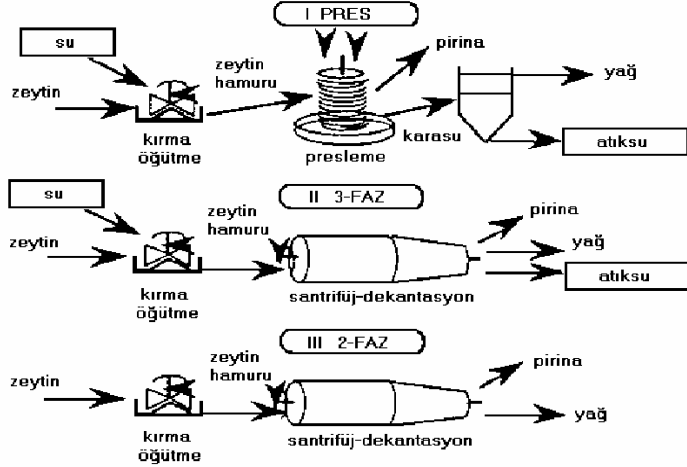 I PRES
su
zeytin
zeytin
hamuru
kırma
öğütme
presleme
pirina
karasu
yağ
atıksu
II 3-FAZ
su
zeytin
zeytin
hamuru
kırma
öğütme
santrifüj-dekantasyon
pirina
yağ
atıksu
III 2-FAZ
zeytin
zeytin
hamuru
kırma
öğütme
santrifüj-dekantasyon
pirina
yağ